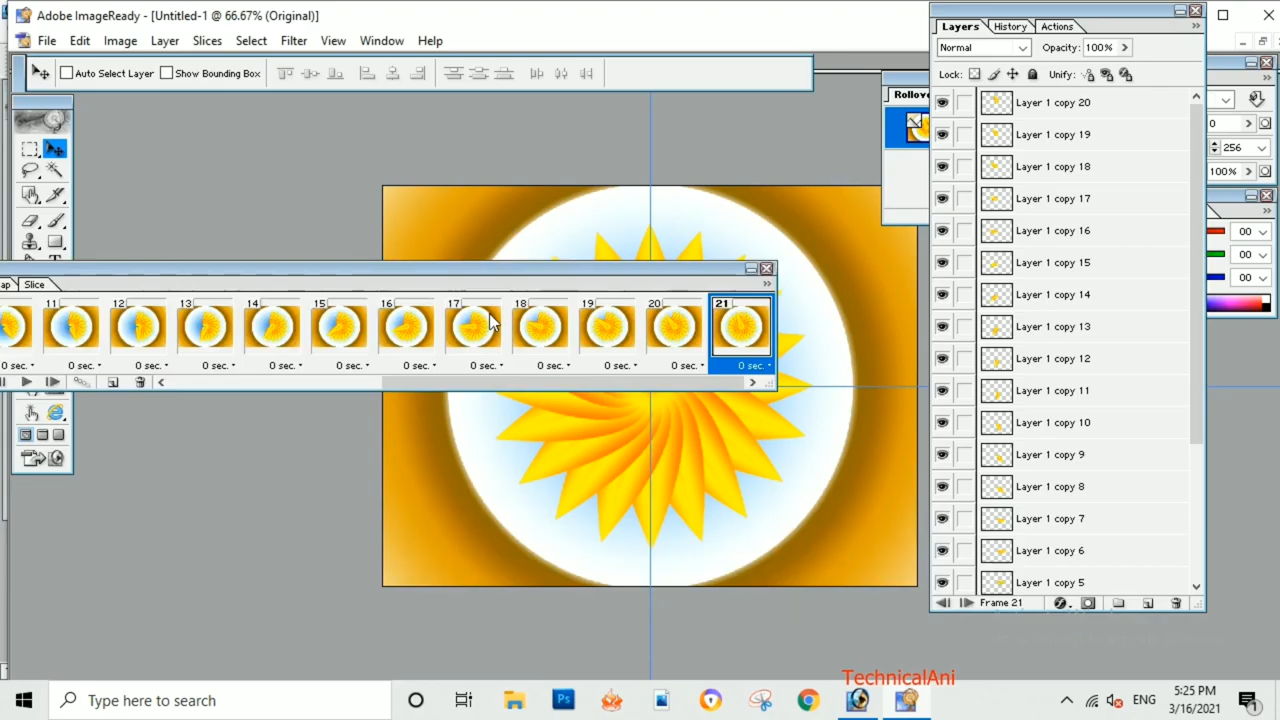 Adobe ImageReady - [Untitled-1 @ 66.67% (Original)]
File Edit Image Layer Slices Select Filter View Window Help
Auto Select Layer Show Bounding Box
Layers History Actions
Normal Opacity: 100%
Lock: Unify:
Rollove
Layer 1 copy 20
Layer 1 copy 19
Layer 1 copy 18
Layer 1 copy 17
Layer 1 copy 16
Layer 1 copy 15
Layer 1 copy 14
Layer 1 copy 13
Layer 1 copy 12
Layer 1 copy 11
Layer 1 copy 10
Layer 1 copy 9
Layer 1 copy 8
Layer 1 copy 7
Layer 1 copy 6
Layer 1 copy 5
Frame 21
0
256
100%
00
00
00
ap Slice
11 12 13 14 15 16 17 18 19 20 21
0 sec. 0 sec. 0 sec. 0 sec. 0 sec. 0 sec. 0 sec. 0 sec. 0 sec. 0 sec. 0 sec. 0 sec.
TechnicalAni
Type here to search
Ps
ENG
5:25 PM
3/16/2021
1